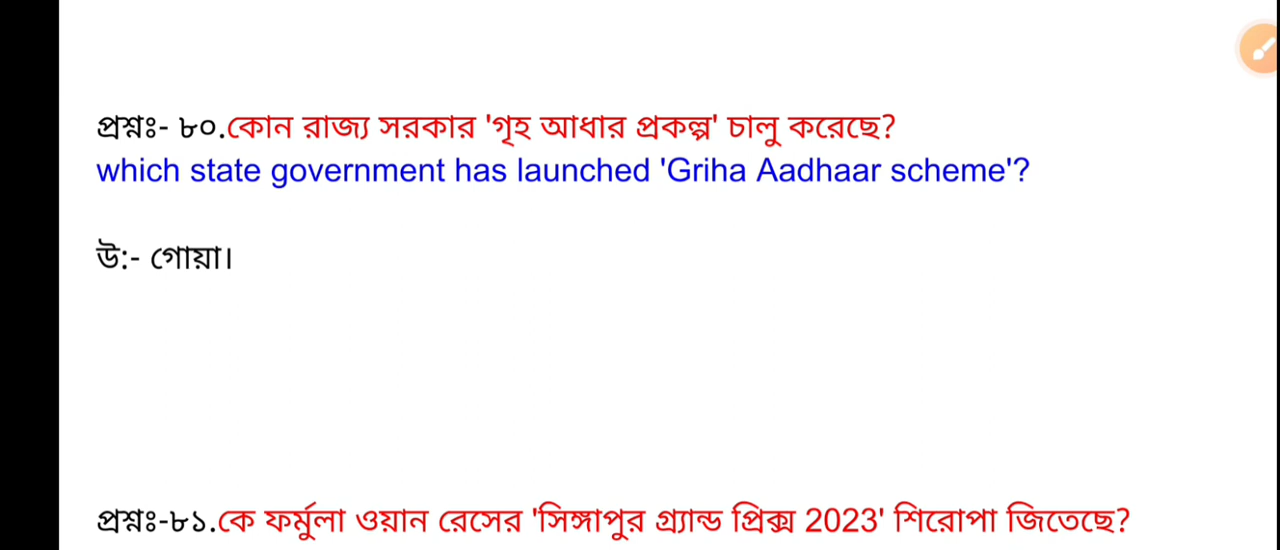 প্রশ্নঃ- ৮০.কোন রাজ্য সরকার 'গৃহ আধার প্রকল্প' চালু করেছে?
which state government has launched 'Griha Aadhaar scheme'?
উ:- গোয়া।
প্রশ্নঃ-৮১.কে ফর্মুলা ওয়ান রেসের 'সিঙ্গাপুর গ্র্যান্ড প্রিক্স 2023' শিরোপা জিতেছে?